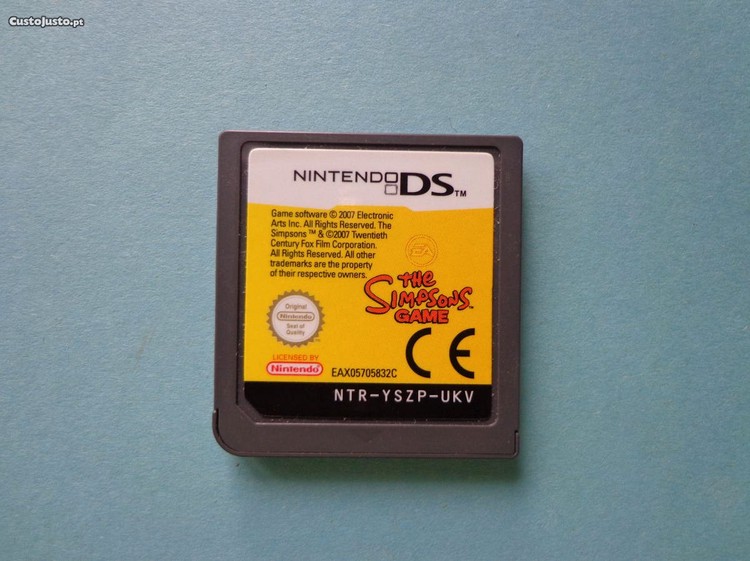 CustoJusto.pt
NINTENDO DS™
Game software © 2007 Electronic
Arts Inc. All Rights Reserved. The
Simpsons ™ & ©2007 Twentieth
Century Fox Film Corporation.
All Rights Reserved. All other
trademarks are the property
of their respective owners.
EA
THE
SIMPSONS™
GAME
Original
Nintendo
Seal of
Quality
LICENSED BY
Nintendo®
EAX05705832C
CE
NTR-YSZP-UKV